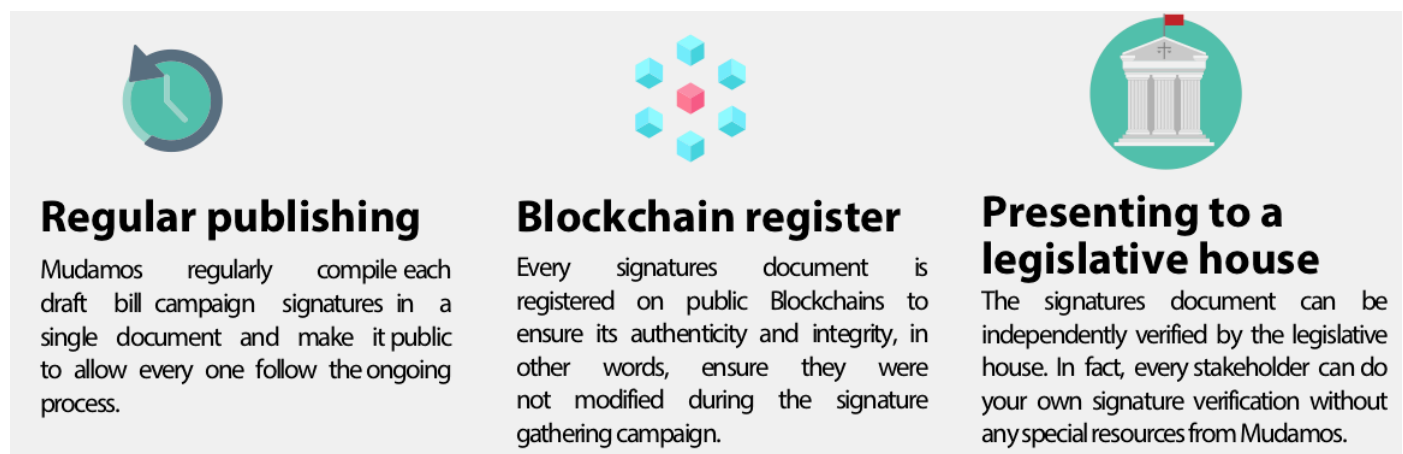 Regular publishing
Mudamos regularly compile each
draft bill campaign signatures in a
single document and make it public
to allow every one follow the ongoing
process.
Blockchain register
Every signatures document is
registered on public Blockchains to
ensure its authenticity and integrity, in
other words, ensure they were
not modified during the signature
gathering campaign.
Presenting to a
legislative house
The signatures document can be
independently verified by the legislative
house. In fact, every stakeholder can do
your own signature verification without
any special resources from Mudamos.